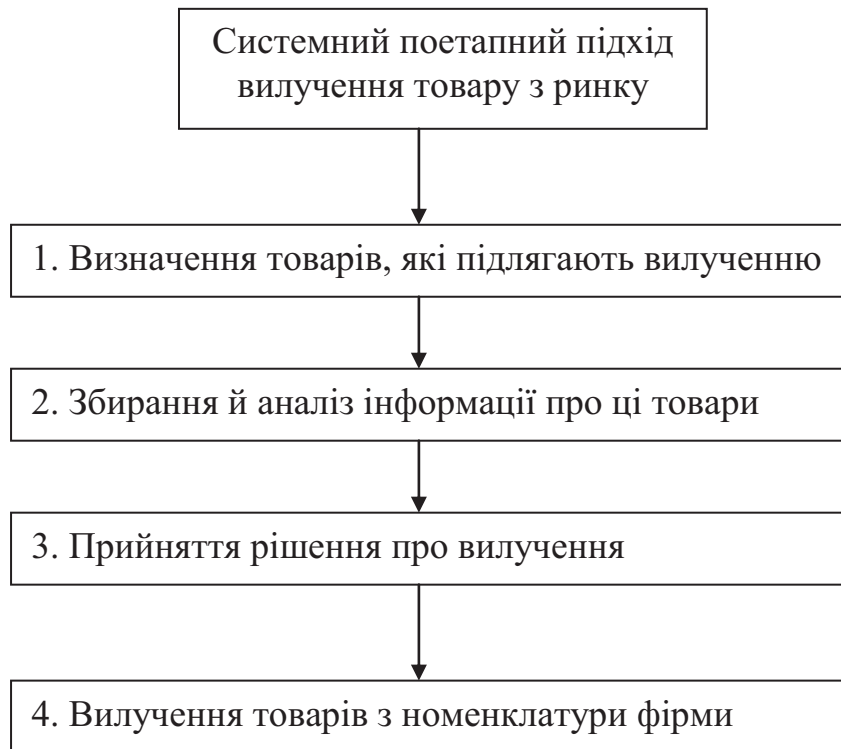 Системний поетапний підхід
вилучення товару з ринку
1. Визначення товарів, які підлягають вилученню
2. Збирання й аналіз інформації про ці товари
3. Прийняття рішення про вилучення
4. Вилучення товарів з номенклатури фірми